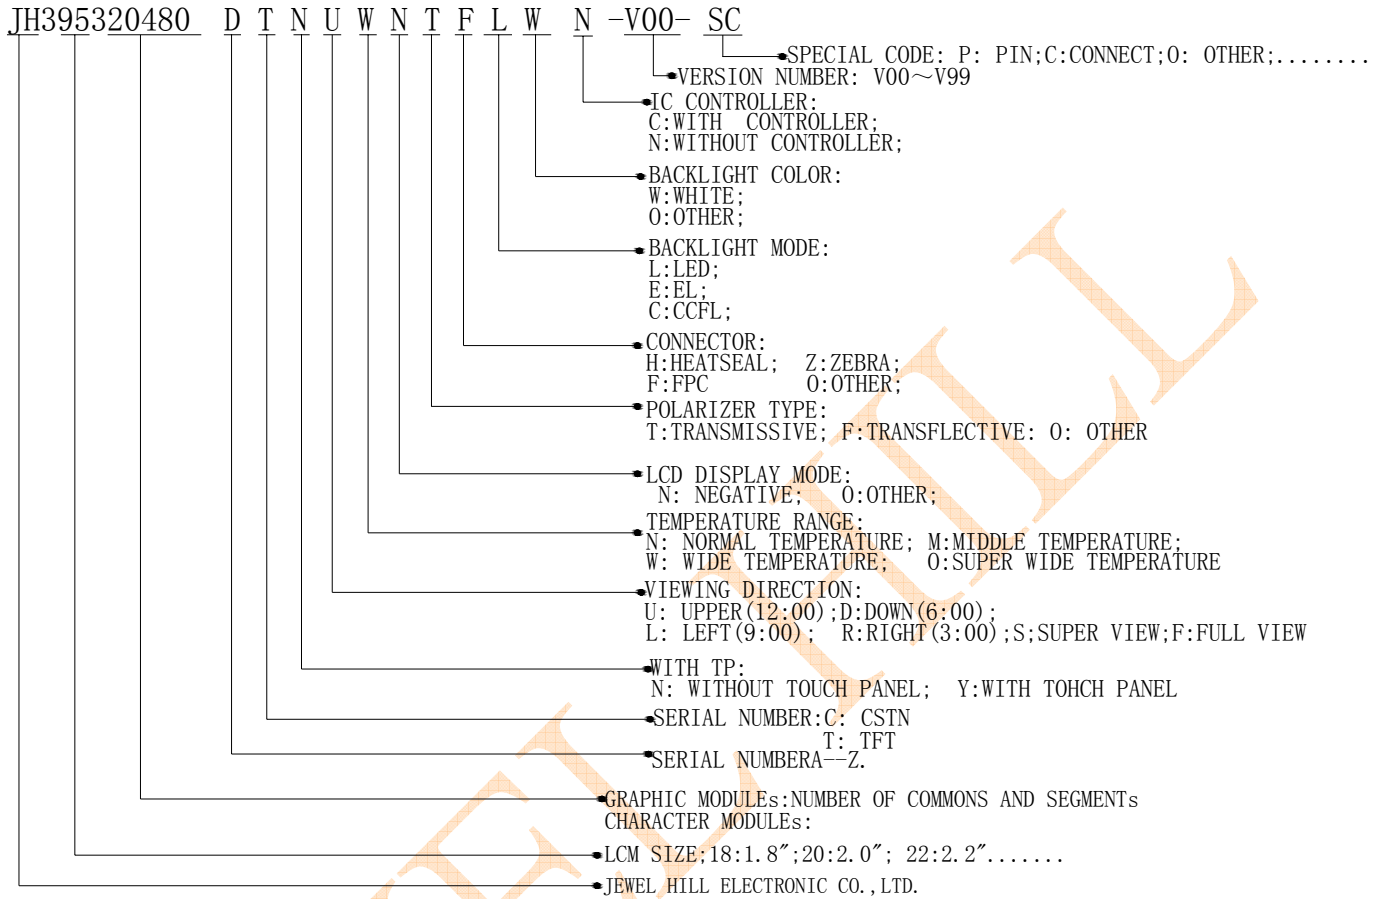 JH395320480 D T N U W N T F L W N -V00- SC
SPECIAL CODE: P: PIN;C:CONNECT;O: OTHER;........
VERSION NUMBER: V00～V99
IC CONTROLLER:
C:WITH CONTROLLER;
N:WITHOUT CONTROLLER;
BACKLIGHT COLOR:
W:WHITE;
O:OTHER;
BACKLIGHT MODE:
L:LED;
E:EL;
C:CCFL;
CONNECTOR:
H:HEATSEAL; Z:ZEBRA;
F:FPC O:OTHER;
POLARIZER TYPE:
T:TRANSMISSIVE; F:TRANSFLECTIVE: O: OTHER
LCD DISPLAY MODE:
N: NEGATIVE; O:OTHER;
TEMPERATURE RANGE:
N: NORMAL TEMPERATURE; M:MIDDLE TEMPERATURE;
W: WIDE TEMPERATURE; O:SUPER WIDE TEMPERATURE
VIEWING DIRECTION:
U: UPPER(12:00);D:DOWN(6:00);
L: LEFT(9:00); R:RIGHT(3:00);S;SUPER VIEW;F:FULL VIEW
WITH TP:
N: WITHOUT TOUCH PANEL; Y:WITH TOHCH PANEL
SERIAL NUMBER:C: CSTN
T: TFT
SERIAL NUMBERA--Z.
GRAPHIC MODULEs:NUMBER OF COMMONS AND SEGMENTs
CHARACTER MODULEs:
LCM SIZE;18:1.8″;20:2.0″; 22:2.2″.......
JEWEL HILL ELECTRONIC CO.,LTD.
EL HILL